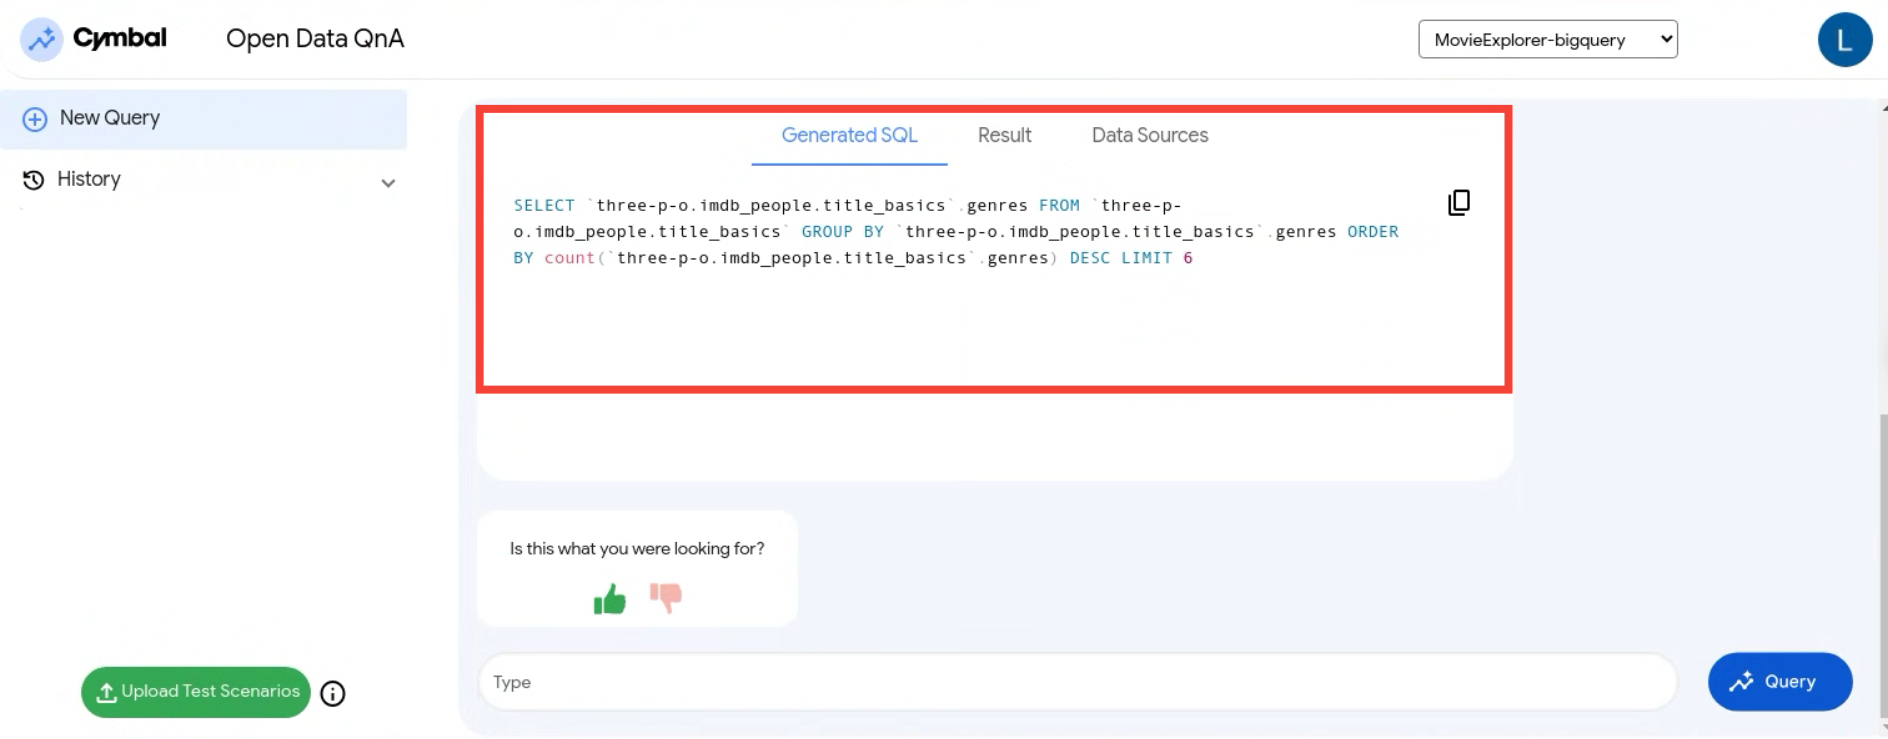 Cymbal
Open Data QnA
MovieExplorer-bigquery
L
New Query
History
Generated SQL
Result
Data Sources
SELECT `three-p-o.imdb_people.title_basics`.genres FROM `three-p-
o.imdb_people.title_basics` GROUP BY `three-p-o.imdb_people.title_basics`.genres ORDER
BY count(`three-p-o.imdb_people.title_basics`.genres) DESC LIMIT 6
Is this what you were looking for?
Type
Query
Upload Test Scenarios